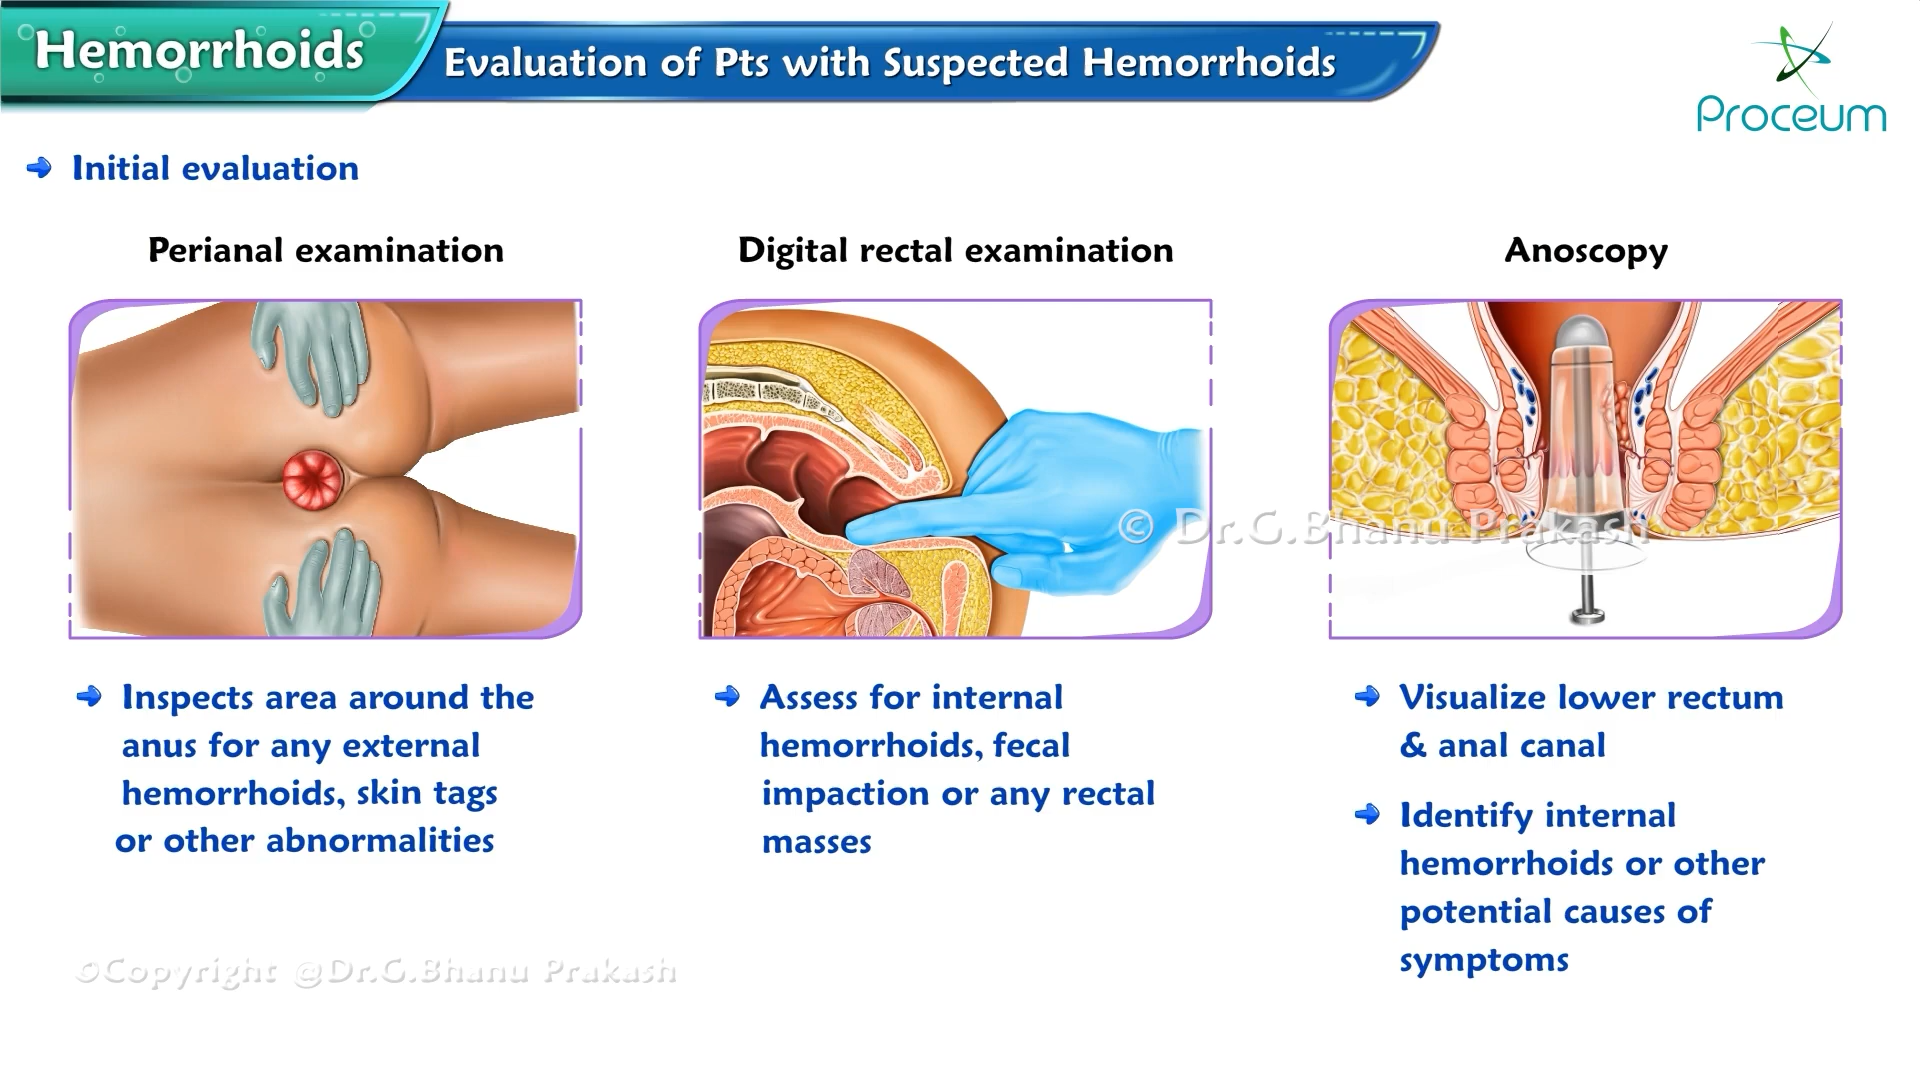 Hemorrhoids
Evaluation of Pts with Suspected Hemorrhoids
Proceum
Initial evaluation
Perianal examination
Digital rectal examination
Anoscopy
© Dr.G.Bhanu Prakash
Inspects area around the
anus for any external
hemorrhoids, skin tags
or other abnormalities
Assess for internal
hemorrhoids, fecal
impaction or any rectal
masses
Visualize lower rectum
& anal canal
Identify internal
hemorrhoids or other
potential causes of
symptoms
©Copyright @Dr.G.Bhanu Prakash